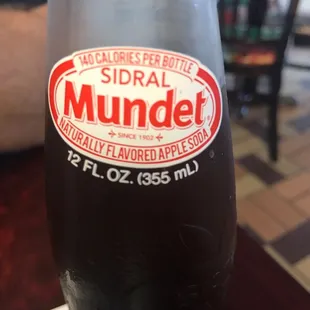 140 CALORIES PER BOTTLE
SIDRAL
Mundet
SINCE 1902
NATURALLY FLAVORED APPLE SODA
12 FL. OZ. (355 mL)